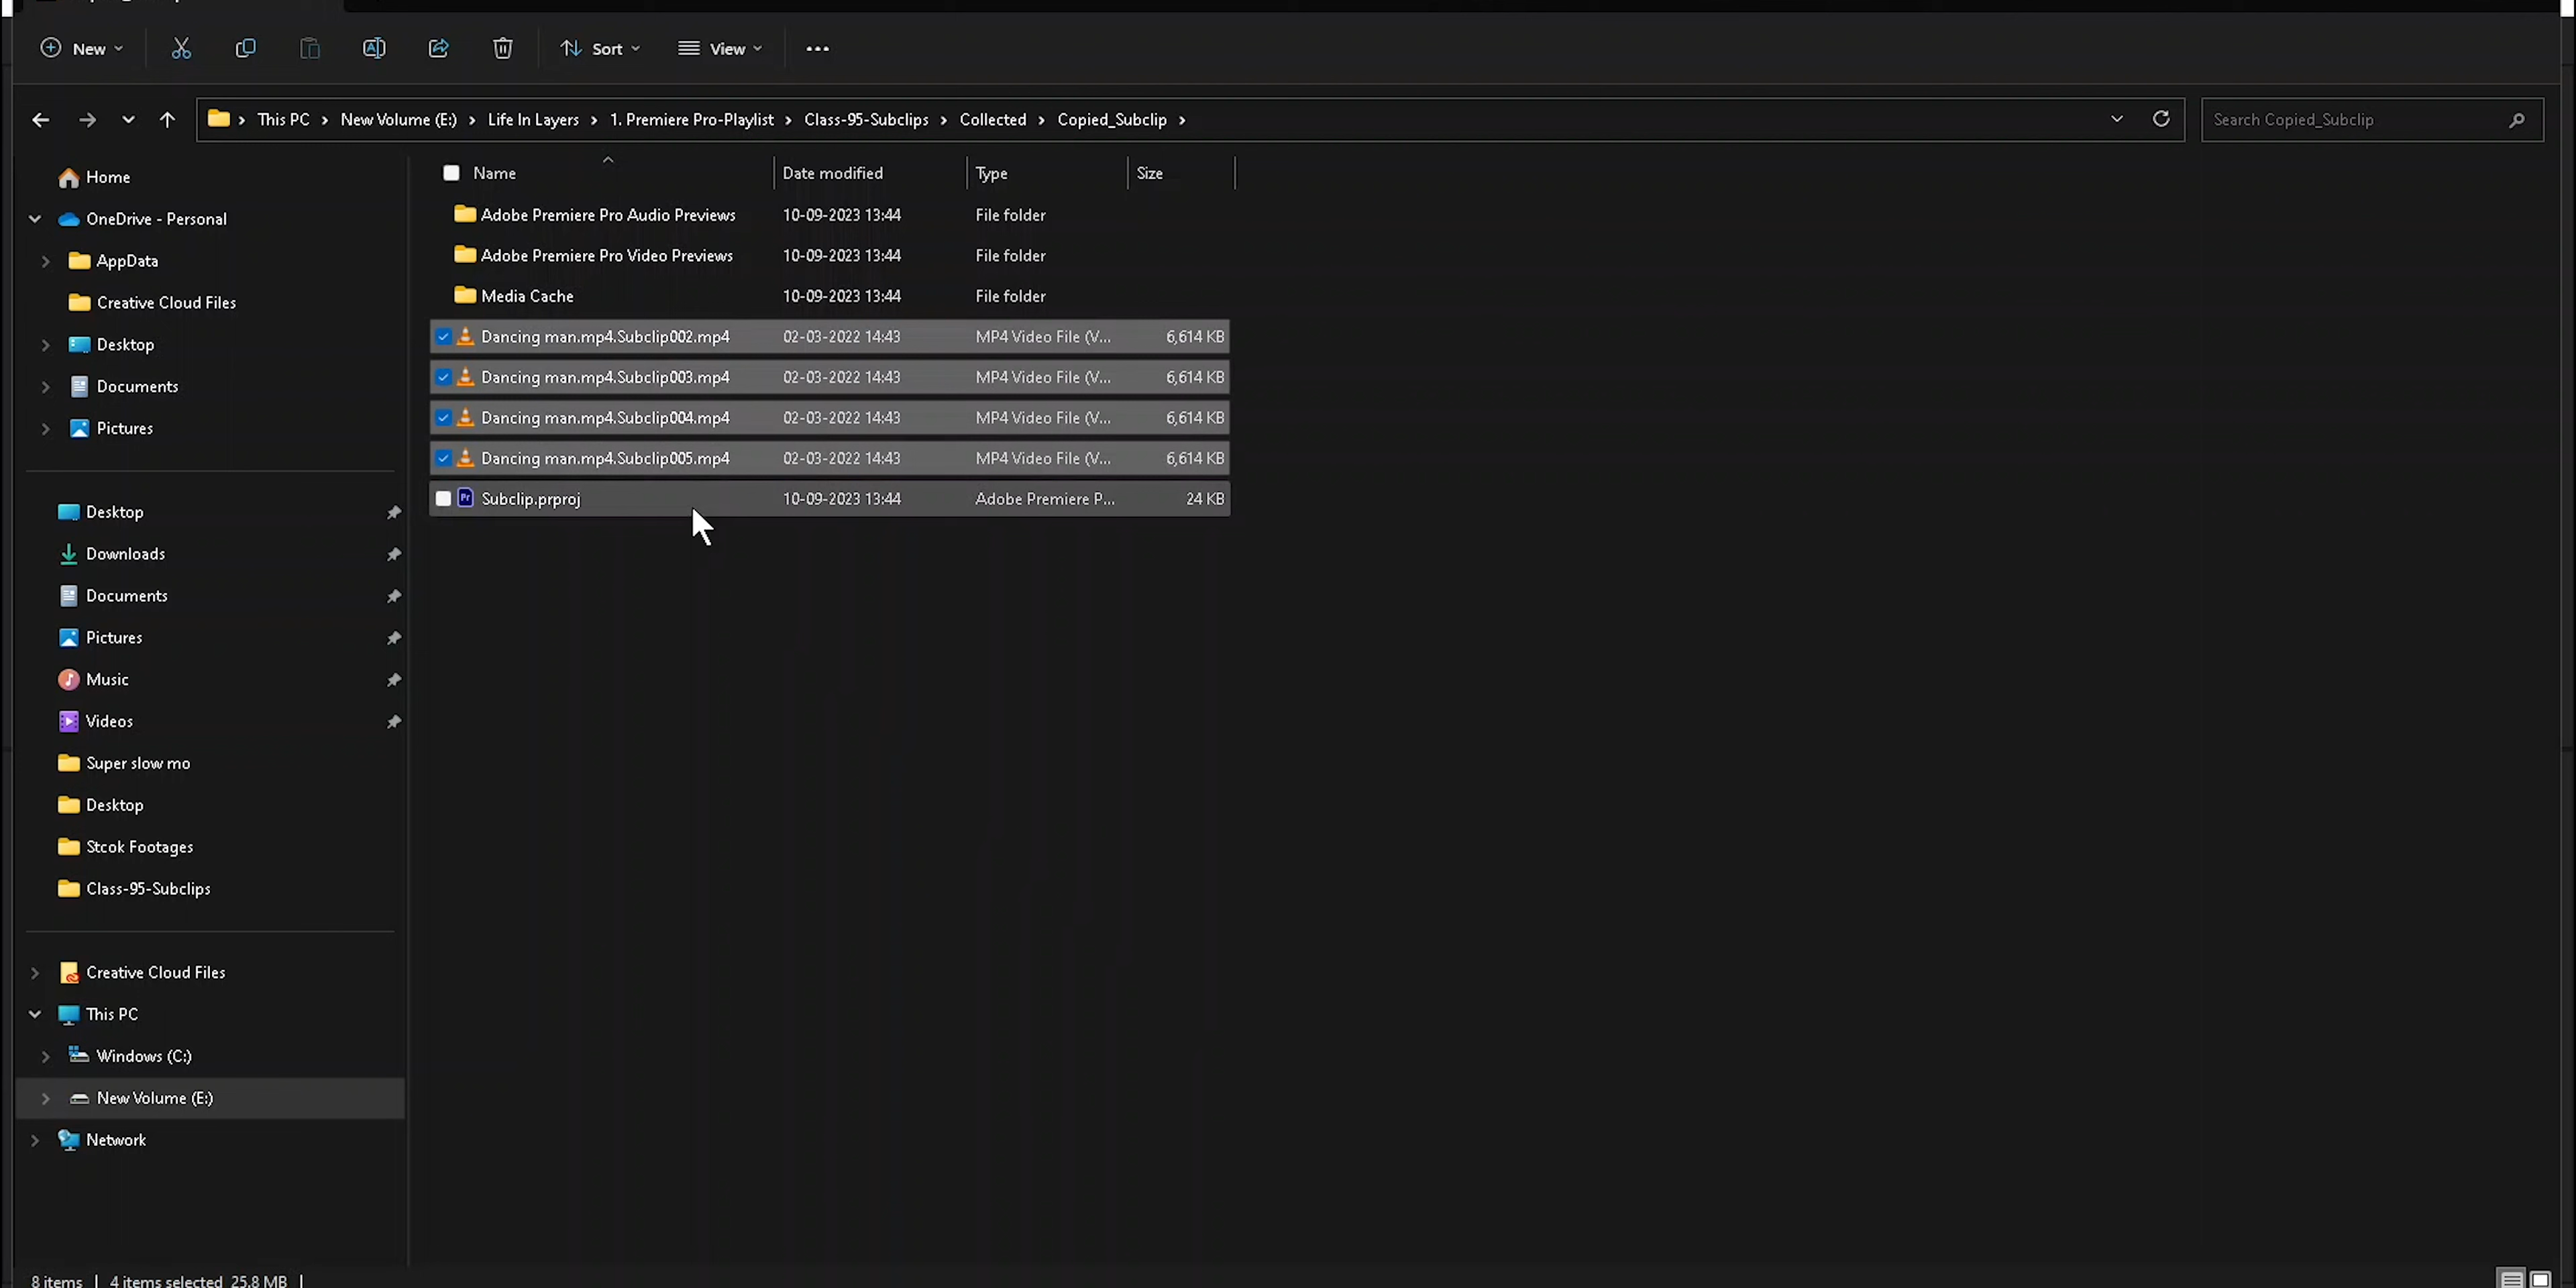 New
Sort
View
This PC > New Volume (E:) > Life In Layers > 1. Premiere Pro-Playlist > Class-95-Subclips > Collected > Copied_Subclip >
Search Copied_Subclip
Name Date modified Type Size
Adobe Premiere Pro Audio Previews 10-09-2023 13:44 File folder
Adobe Premiere Pro Video Previews 10-09-2023 13:44 File folder
Media Cache 10-09-2023 13:44 File folder
Dancing man.mp4.Subclip002.mp4 02-03-2022 14:43 MP4 Video File (V... 6,614 KB
Dancing man.mp4.Subclip003.mp4 02-03-2022 14:43 MP4 Video File (V... 6,614 KB
Dancing man.mp4.Subclip004.mp4 02-03-2022 14:43 MP4 Video File (V... 6,614 KB
Dancing man.mp4.Subclip005.mp4 02-03-2022 14:43 MP4 Video File (V... 6,614 KB
Pr Subclip.prproj 10-09-2023 13:44 Adobe Premiere P... 24 KB
Home
OneDrive - Personal
AppData
Creative Cloud Files
Desktop
Documents
Pictures
Desktop
Downloads
Documents
Pictures
Music
Videos
Super slow mo
Desktop
Stcok Footages
Class-95-Subclips
Creative Cloud Files
This PC
Windows (C:)
New Volume (E:)
Network
8 items | 4 items selected 25.8 MB |